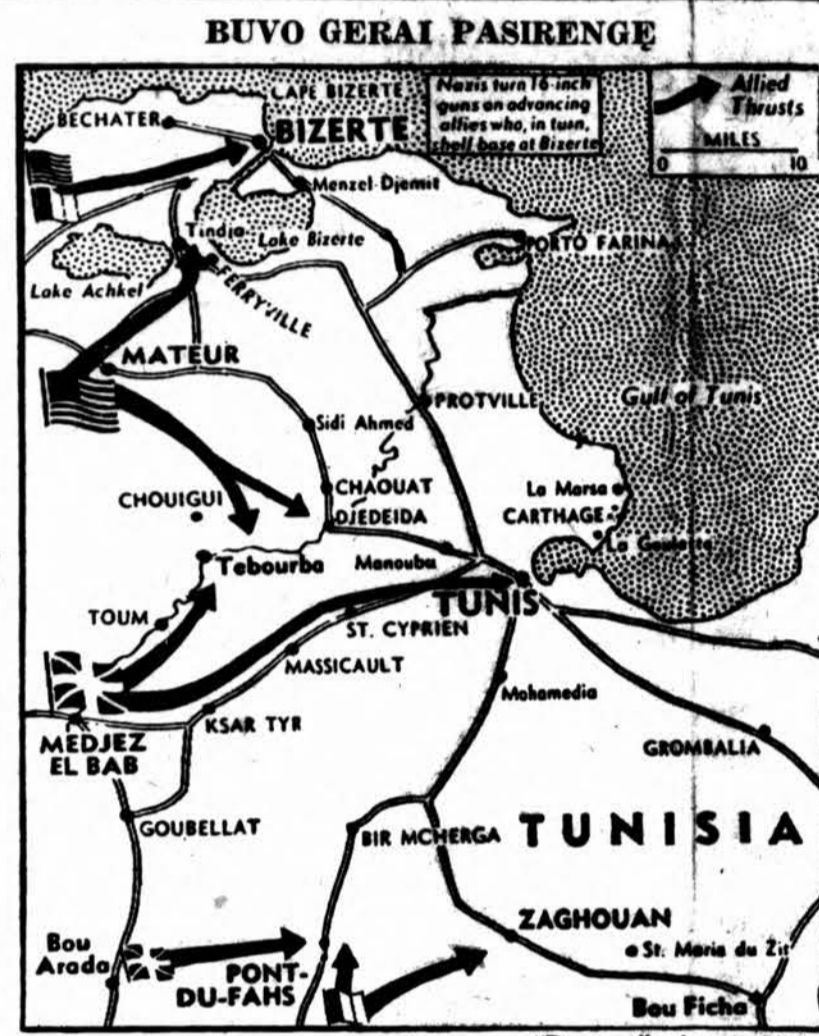 BUVO GERAI PASIRENGĘ
CAPE BIZERTE
Nazis turn 16-inch
guns on advancing
allies who, in turn,
shell base at Bizerte
Allied
Thrusts
MILES
0 10
BECHATER
BIZERTE
Menzel Djemit
Tindja
Lake Bizerte
PORTO FARINA
Lake Achkel
FERRYVILLE
MATEUR
PROTVILLE
Gulf of Tunis
Sidi Ahmed
CHOUIGUI
CHAOUAT
La Marsa
DJEDEIDA
CARTHAGE
La Goulette
Tebourba
Manouba
TUNIS
TOUM
ST. CYPRIEN
MASSICAULT
Mohamedia
KSAR TYR
MEDJEZ
EL BAB
GROMBALIA
GOUBELLAT
BIR MCHERGA
TUNISIA
ZAGHOUAN
Bou
Arada
St. Maria du Zit
PONT-
DU-FAHS
Bou Ficha